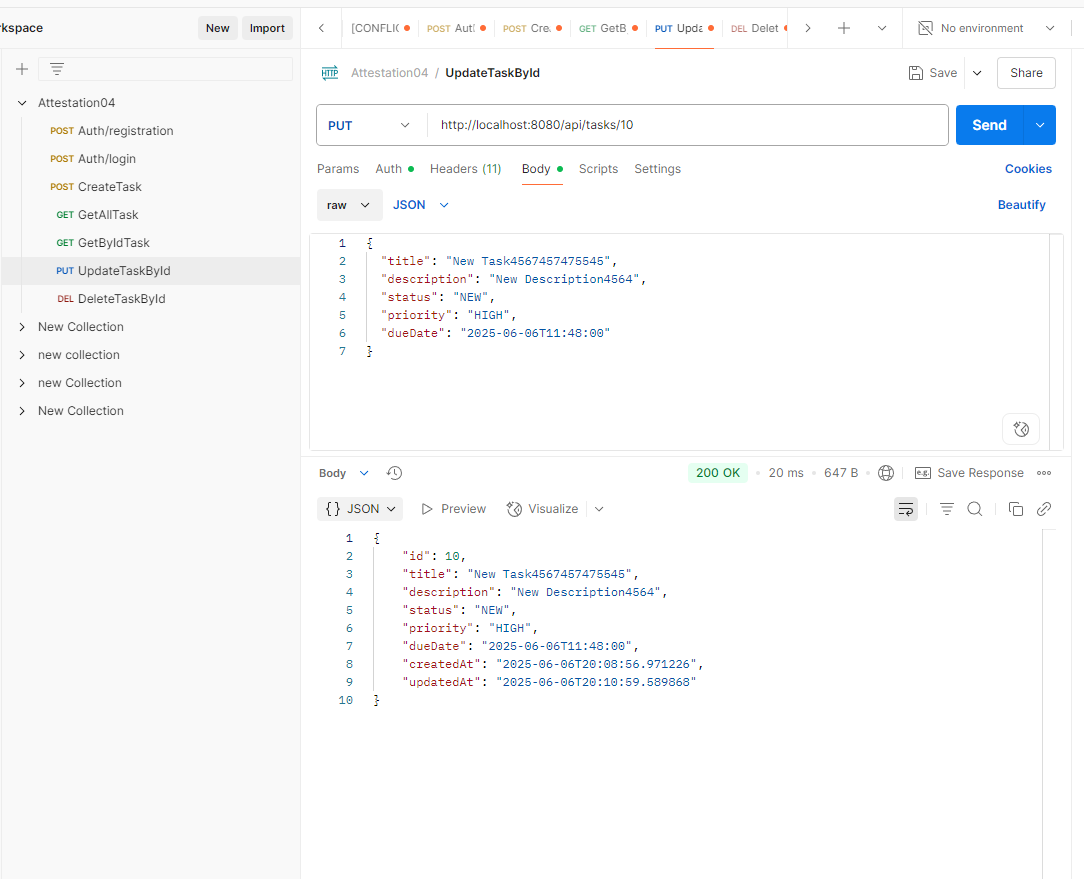 rkspace New Import
[CONFLIC POST Aut POST Cre GET GetB PUT Upda DEL Delet No environment
HTTP Attestation04 / UpdateTaskById Save Share
Attestation04
POST Auth/registration
POST Auth/login
POST CreateTask
GET GetAllTask
GET GetByIdTask
PUT UpdateTaskById
DEL DeleteTaskById
New Collection
new collection
new Collection
New Collection
PUT http://localhost:8080/api/tasks/10 Send
Params Auth Headers (11) Body Scripts Settings Cookies
raw JSON Beautify
1 {
2 "title": "New Task4567457475545",
3 "description": "New Description4564",
4 "status": "NEW",
5 "priority": "HIGH",
6 "dueDate": "2025-06-06T11:48:00"
7 }
Body 200 OK 20 ms 647 B e.g. Save Response
{} JSON Preview Visualize
1 {
2 "id": 10,
3 "title": "New Task4567457475545",
4 "description": "New Description4564",
5 "status": "NEW",
6 "priority": "HIGH",
7 "dueDate": "2025-06-06T11:48:00",
8 "createdAt": "2025-06-06T20:08:56.971226",
9 "updatedAt": "2025-06-06T20:10:59.589868"
10 }